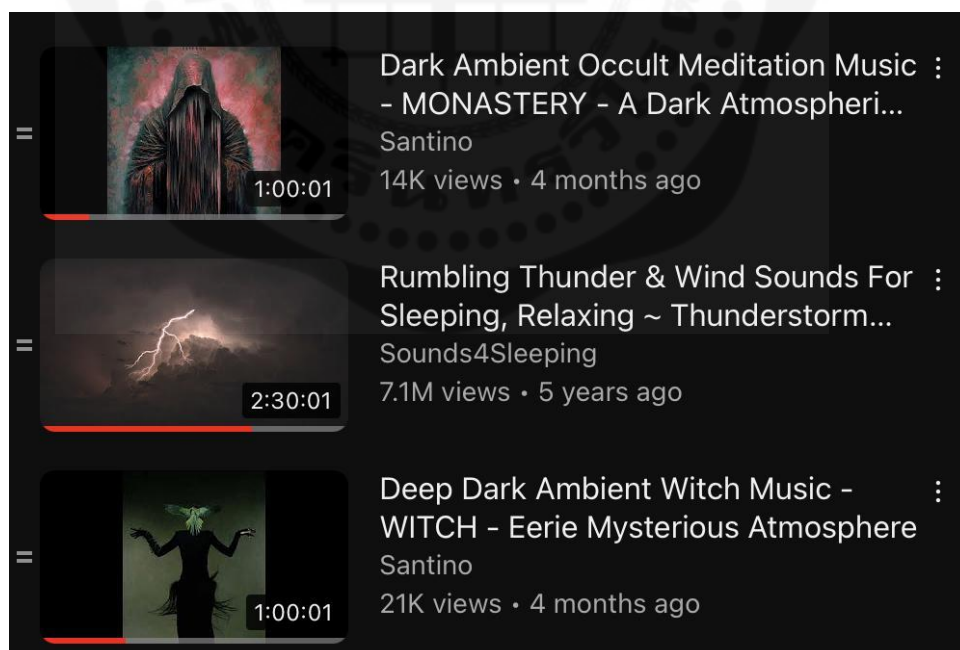 Dark Ambient Occult Meditation Music
- MONASTERY - A Dark Atmospheri...
Santino
14K views • 4 months ago
1:00:01
Rumbling Thunder & Wind Sounds For
Sleeping, Relaxing ~ Thunderstorm...
Sounds4Sleeping
7.1M views • 5 years ago
2:30:01
Deep Dark Ambient Witch Music -
WITCH - Eerie Mysterious Atmosphere
Santino
21K views • 4 months ago
1:00:01